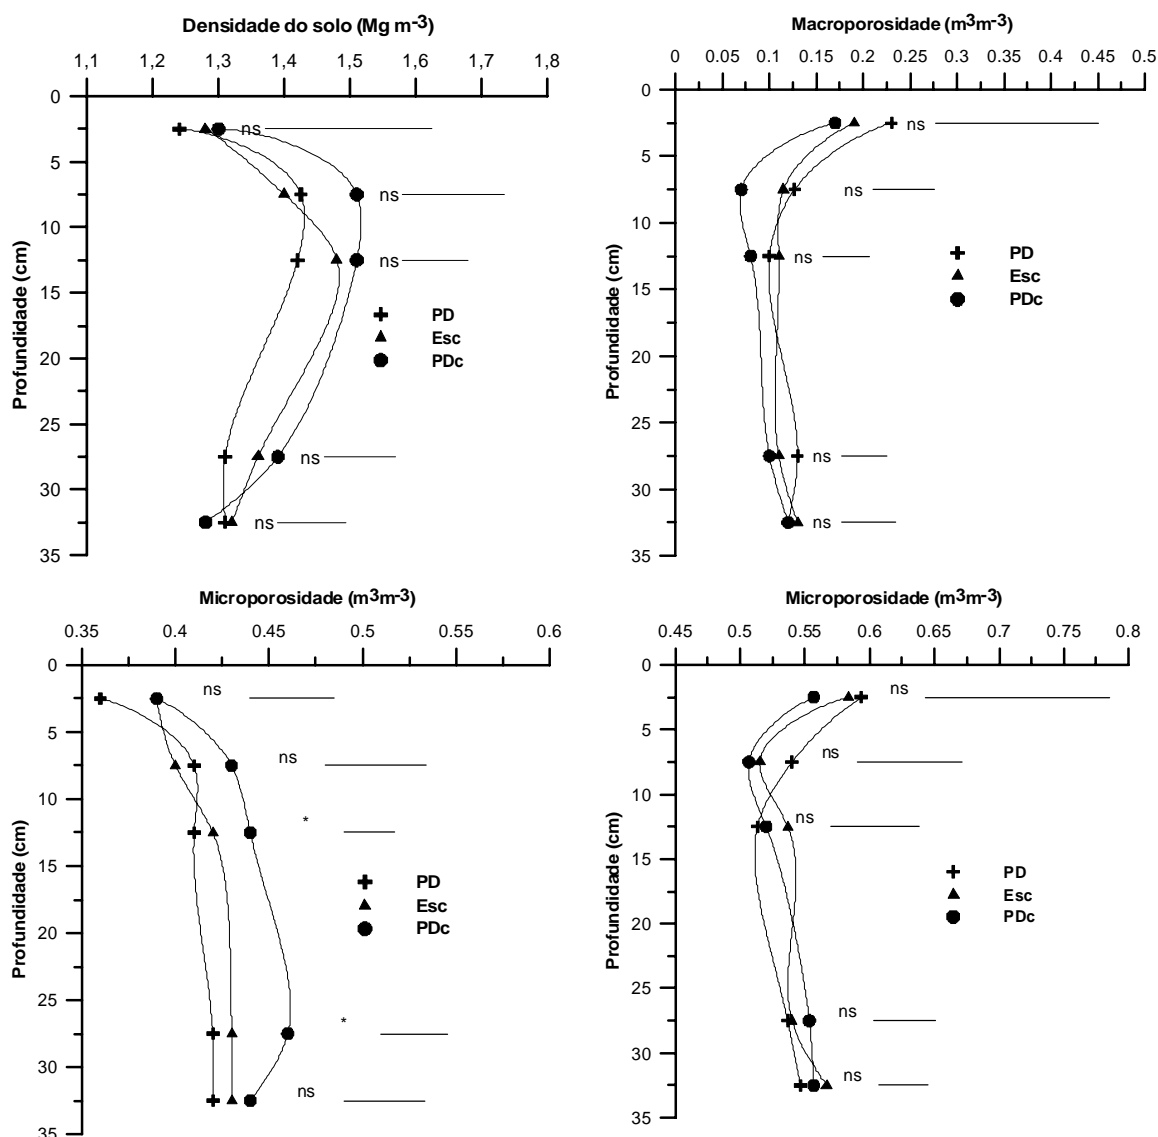 Densidade do solo (Mg m-3)
1,1 1,2 1,3 1,4 1,5 1,6 1,7 1,8
0
5
10
15
20
25
30
35
Profundidade (cm)
ns
ns
ns
ns
ns
PD
Esc
PDc
Macroporosidade (m3m-3)
0 0.05 0.1 0.15 0.2 0.25 0.3 0.35 0.4 0.45 0.5
0
5
10
15
20
25
30
35
Profundidade (cm)
ns
ns
ns
ns
ns
PD
Esc
PDc
Microporosidade (m3m-3)
0.35 0.4 0.45 0.5 0.55 0.6
0
5
10
15
20
25
30
35
Profundidade (cm)
ns
ns
*
*
ns
PD
Esc
PDc
Microporosidade (m3m-3)
0.45 0.5 0.55 0.6 0.65 0.7 0.75 0.8
0
5
10
15
20
25
30
35
Profundidade (cm)
ns
ns
ns
ns
ns
PD
Esc
PDc